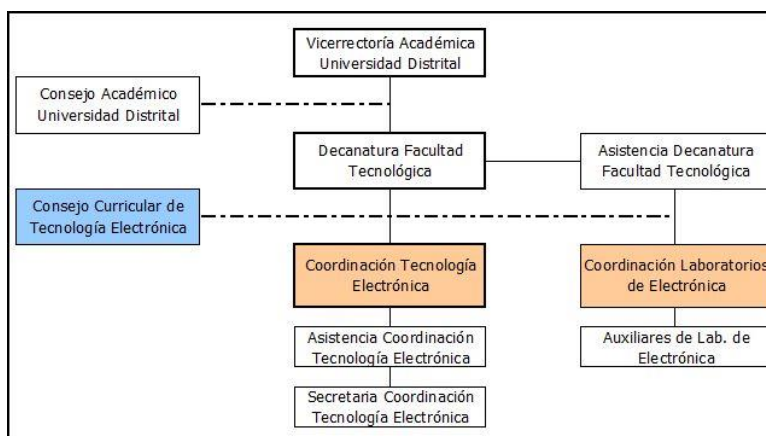 Vicerrectoría Académica
Universidad Distrital
Consejo Académico
Universidad Distrital
Decanatura Facultad
Tecnológica
Asistencia Decanatura
Facultad Tecnológica
Consejo Curricular de
Tecnología Electrónica
Coordinación Tecnología
Electrónica
Coordinación Laboratorios
de Electrónica
Asistencia Coordinación
Tecnología Electrónica
Auxiliares de Lab. de
Electrónica
Secretaria Coordinación
Tecnología Electrónica